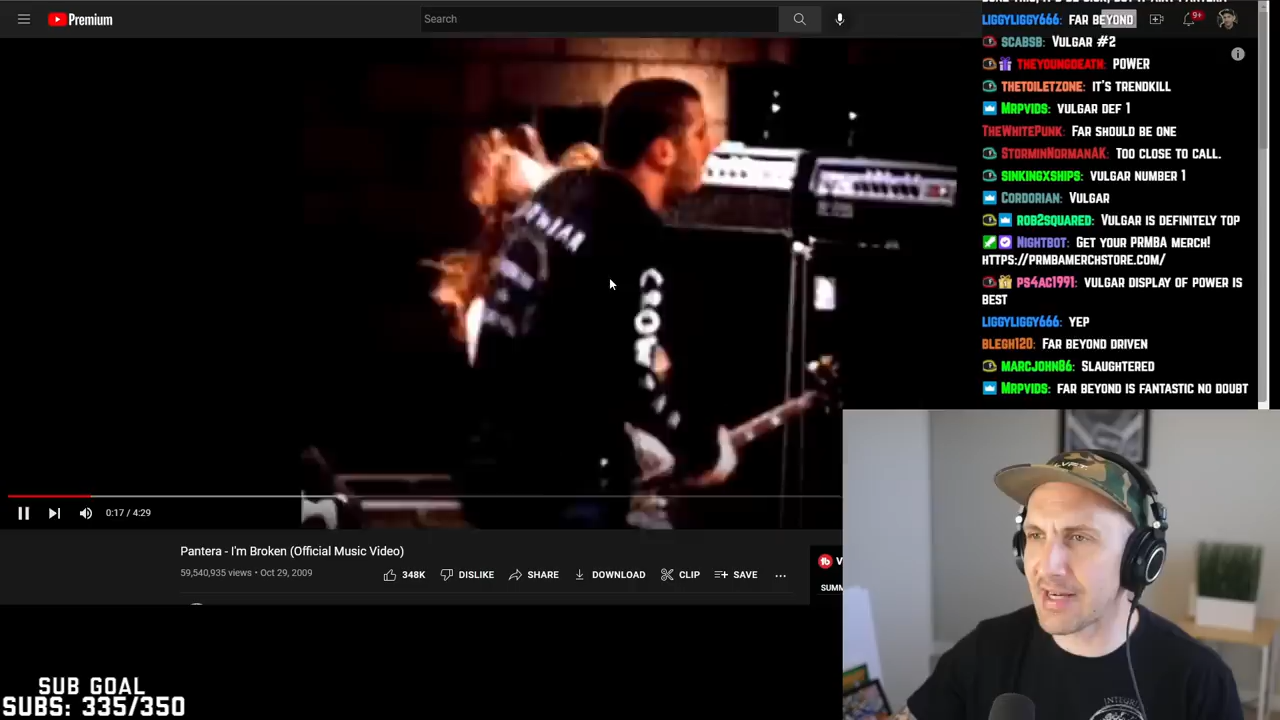 Premium
Search
9+
LIGGYLIGGY666: FAR BEYOND
SCABSB: VULGAR #2
THEYOUNGDEATH: POWER
THETOILETZONE: IT'S TRENDKILL
MRPVIDS: VULGAR DEF 1
THEWHITEPUNK: FAR SHOULD BE ONE
STORMINNORMANAK: TOO CLOSE TO CALL.
SINKINGXSHIPS: VULGAR NUMBER 1
CORDORIAN: VULGAR
ROB2SQUARED: VULGAR IS DEFINITELY TOP
NIGHTBOT: GET YOUR PRMBA MERCH!
HTTPS://PRMBAMERCHSTORE.COM/
PS4AC1991: VULGAR DISPLAY OF POWER IS
BEST
LIGGYLIGGY666: YEP
BLEGH120: FAR BEYOND DRIVEN
MARCJOHN86: SLAUGHTERED
MRPVIDS: FAR BEYOND IS FANTASTIC NO DOUBT
CROW
0:17 / 4:29
Pantera - I'm Broken (Official Music Video)
59,540,935 views • Oct 29, 2009
348K
DISLIKE
SHARE
DOWNLOAD
CLIP
SAVE
V
SUMM
LVFT
INTEGRI
SUB GOAL
SUBS: 335/350